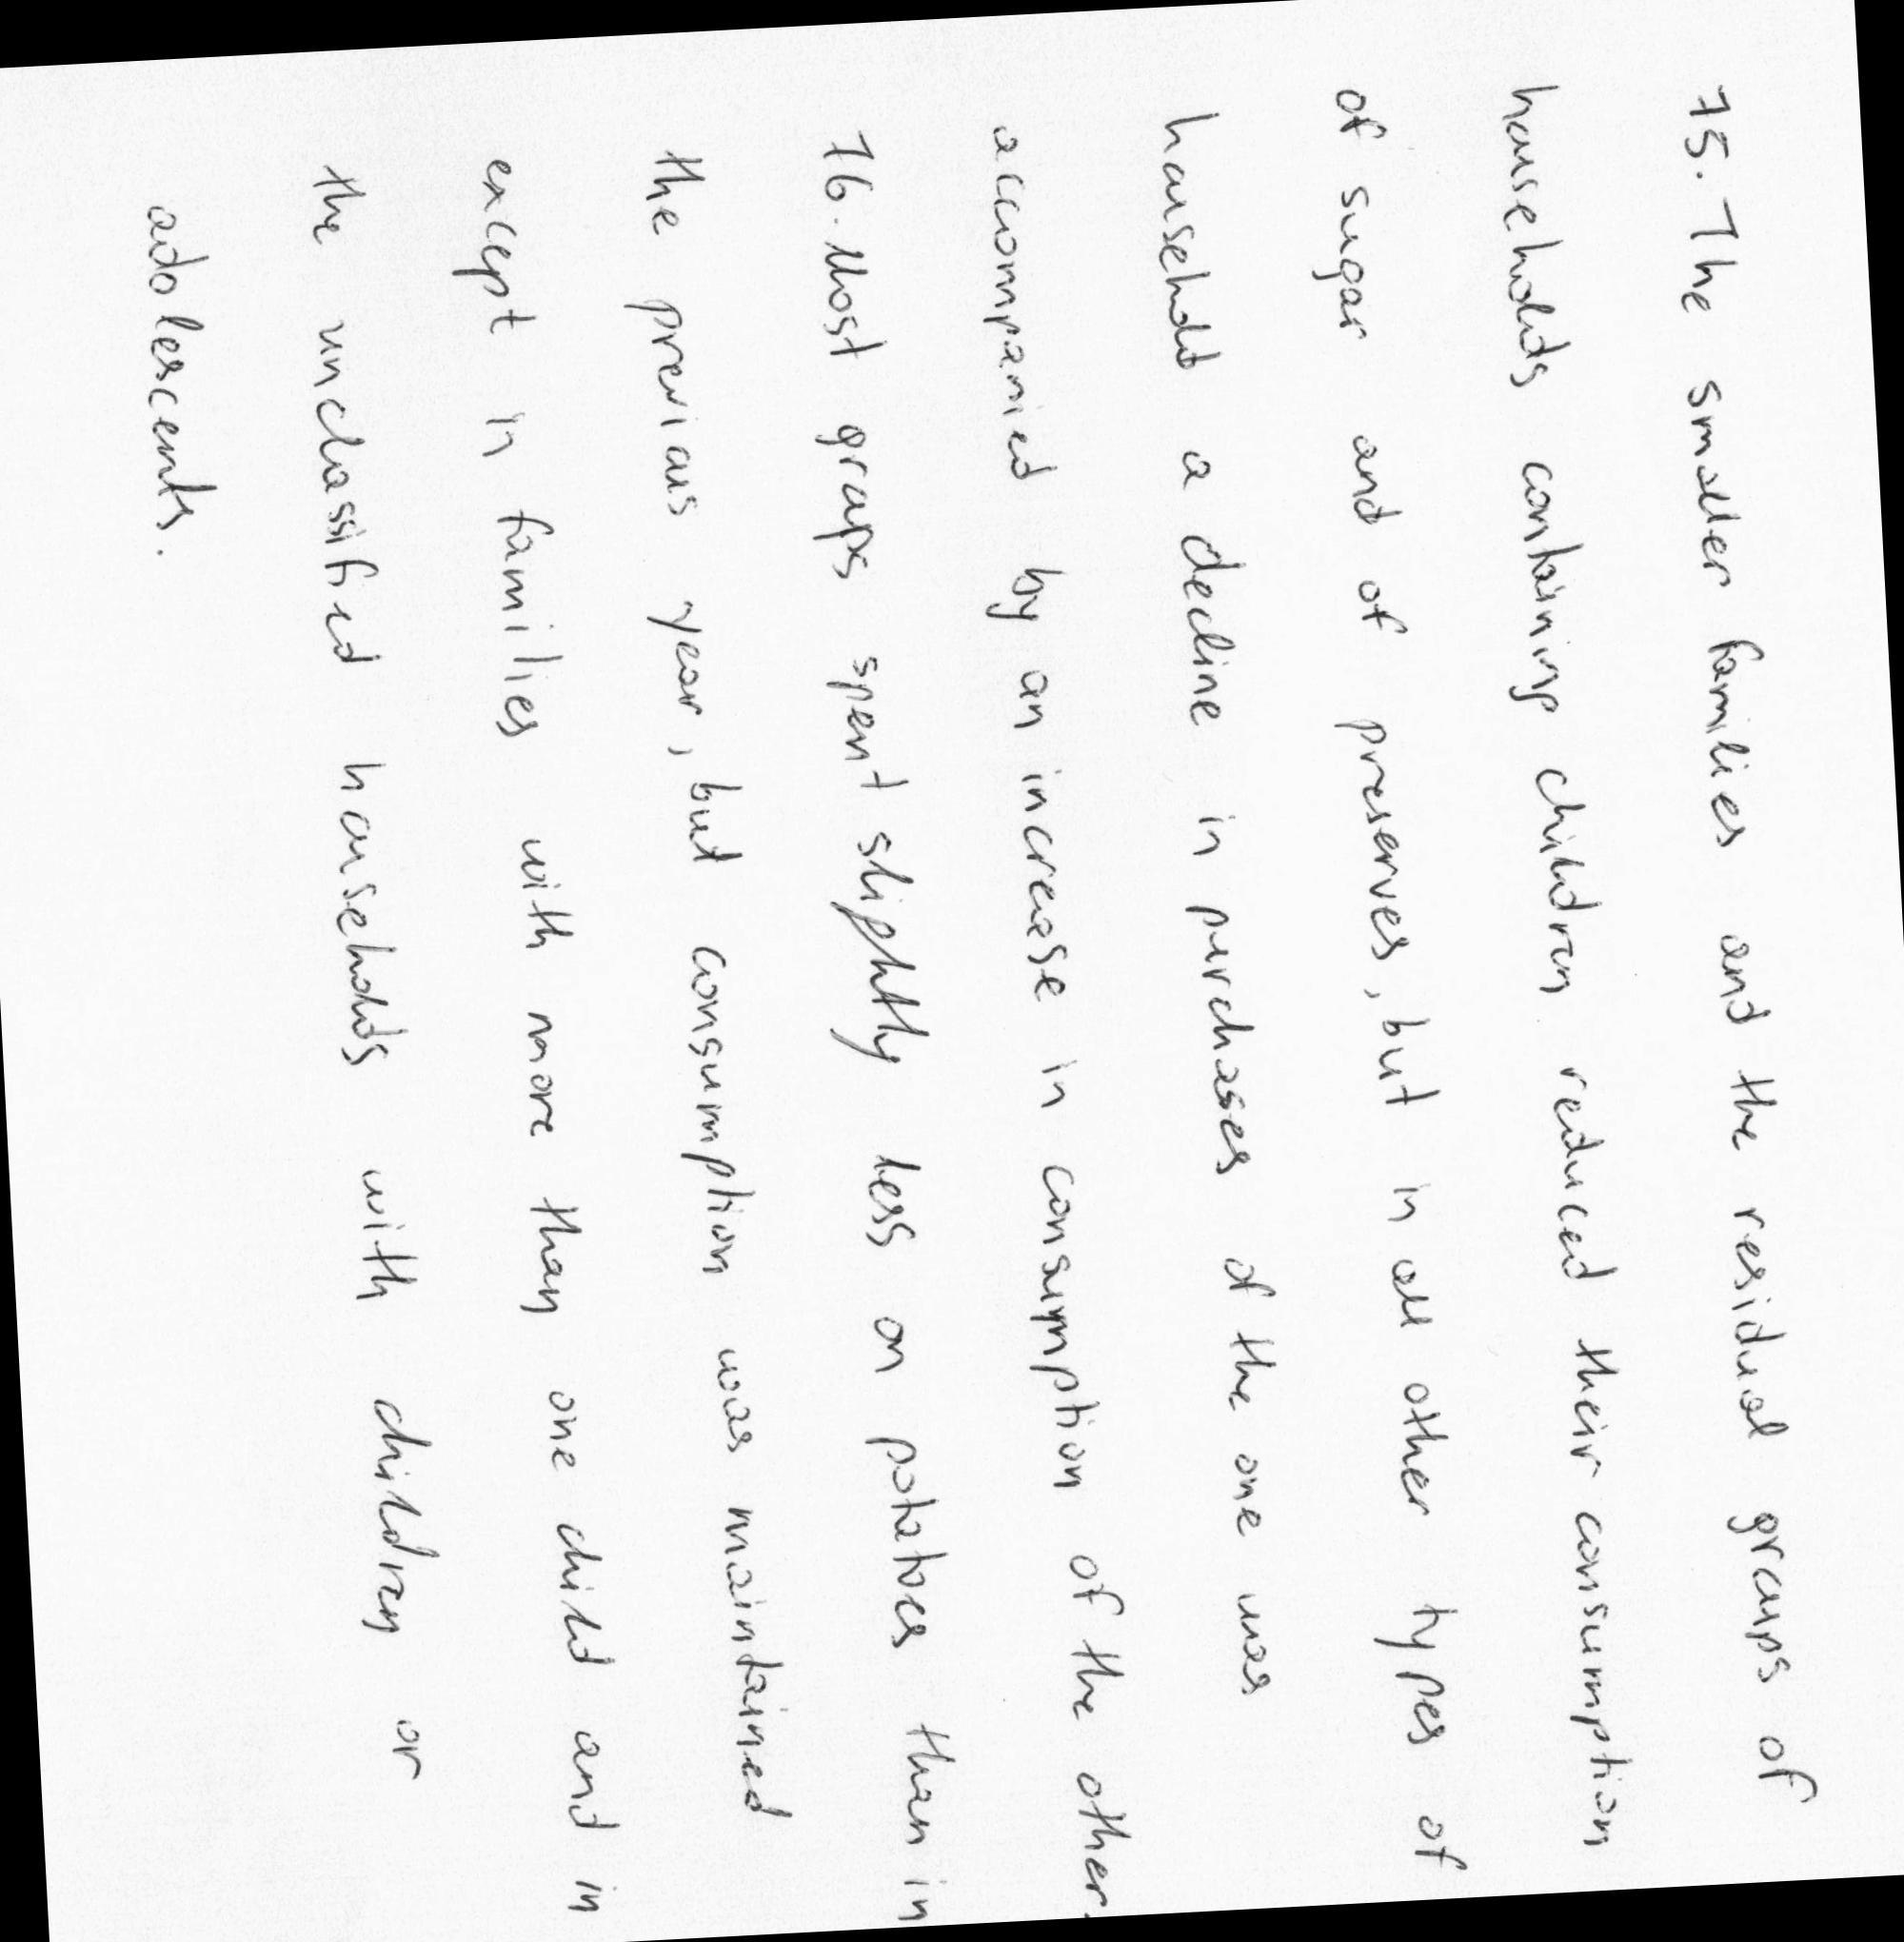 75. The smaller families and the residual groups of
households containing children reduced their consumption
of sugar and of preserves, but in all other types of
household a decline in purchases of the one was
accompanied by an increase in consumption of the other.
76. Most groups spent slightly less on potatoes than in
the previous year, but consumption was maintained
except in families with more than one child and in
the unclassified households with children or
adolescents.